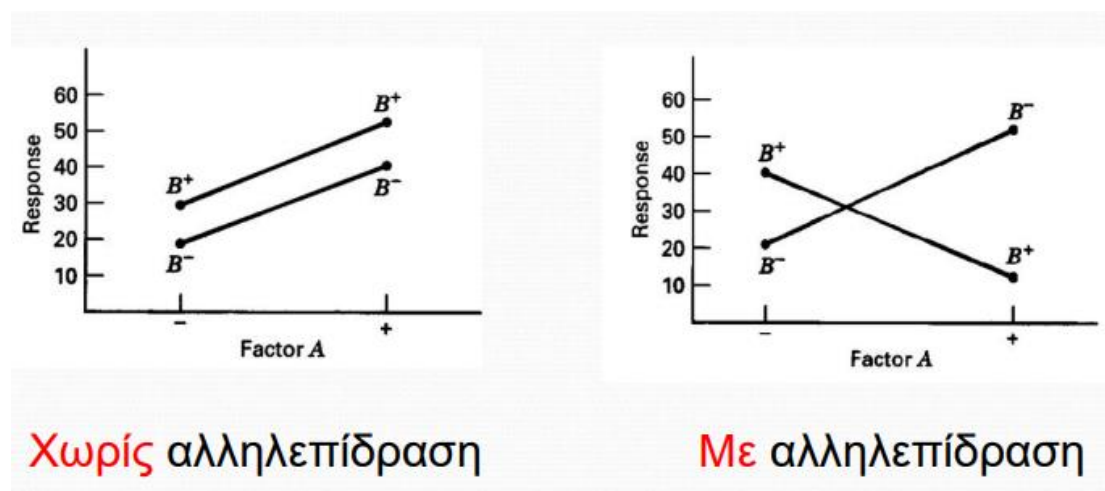 Response
60
50
40
30
20
10
B⁺
B⁻
B⁺
B⁻
− +
Factor A
Response
60
50
40
30
20
10
B⁺
B⁻
B⁻
B⁺
− +
Factor A
Χωρίς αλληλεπίδραση
Με αλληλεπίδραση